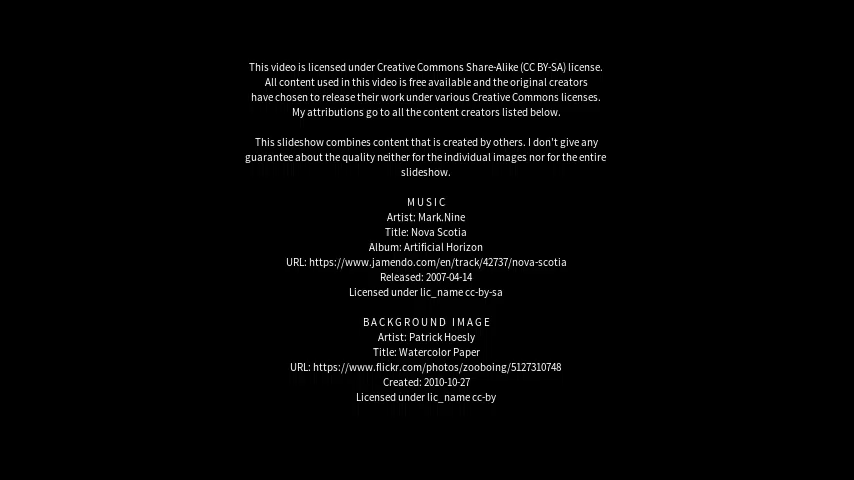 This video is licensed under Creative Commons Share-Alike (CC BY-SA) license.
All content used in this video is free available and the original creators
have chosen to release their work under various Creative Commons licenses.
My attributions go to all the content creators listed below.
This slideshow combines content that is created by others. I don't give any
guarantee about the quality neither for the individual images nor for the entire
slideshow.
MUSIC
Artist: Mark.Nine
Title: Nova Scotia
Album: Artificial Horizon
URL: https://www.jamendo.com/en/track/42737/nova-scotia
Released: 2007-04-14
Licensed under lic_name cc-by-sa
BACKGROUND IMAGE
Artist: Patrick Hoesly
Title: Watercolor Paper
URL: https://www.flickr.com/photos/zooboing/5127310748
Created: 2010-10-27
Licensed under lic_name cc-by